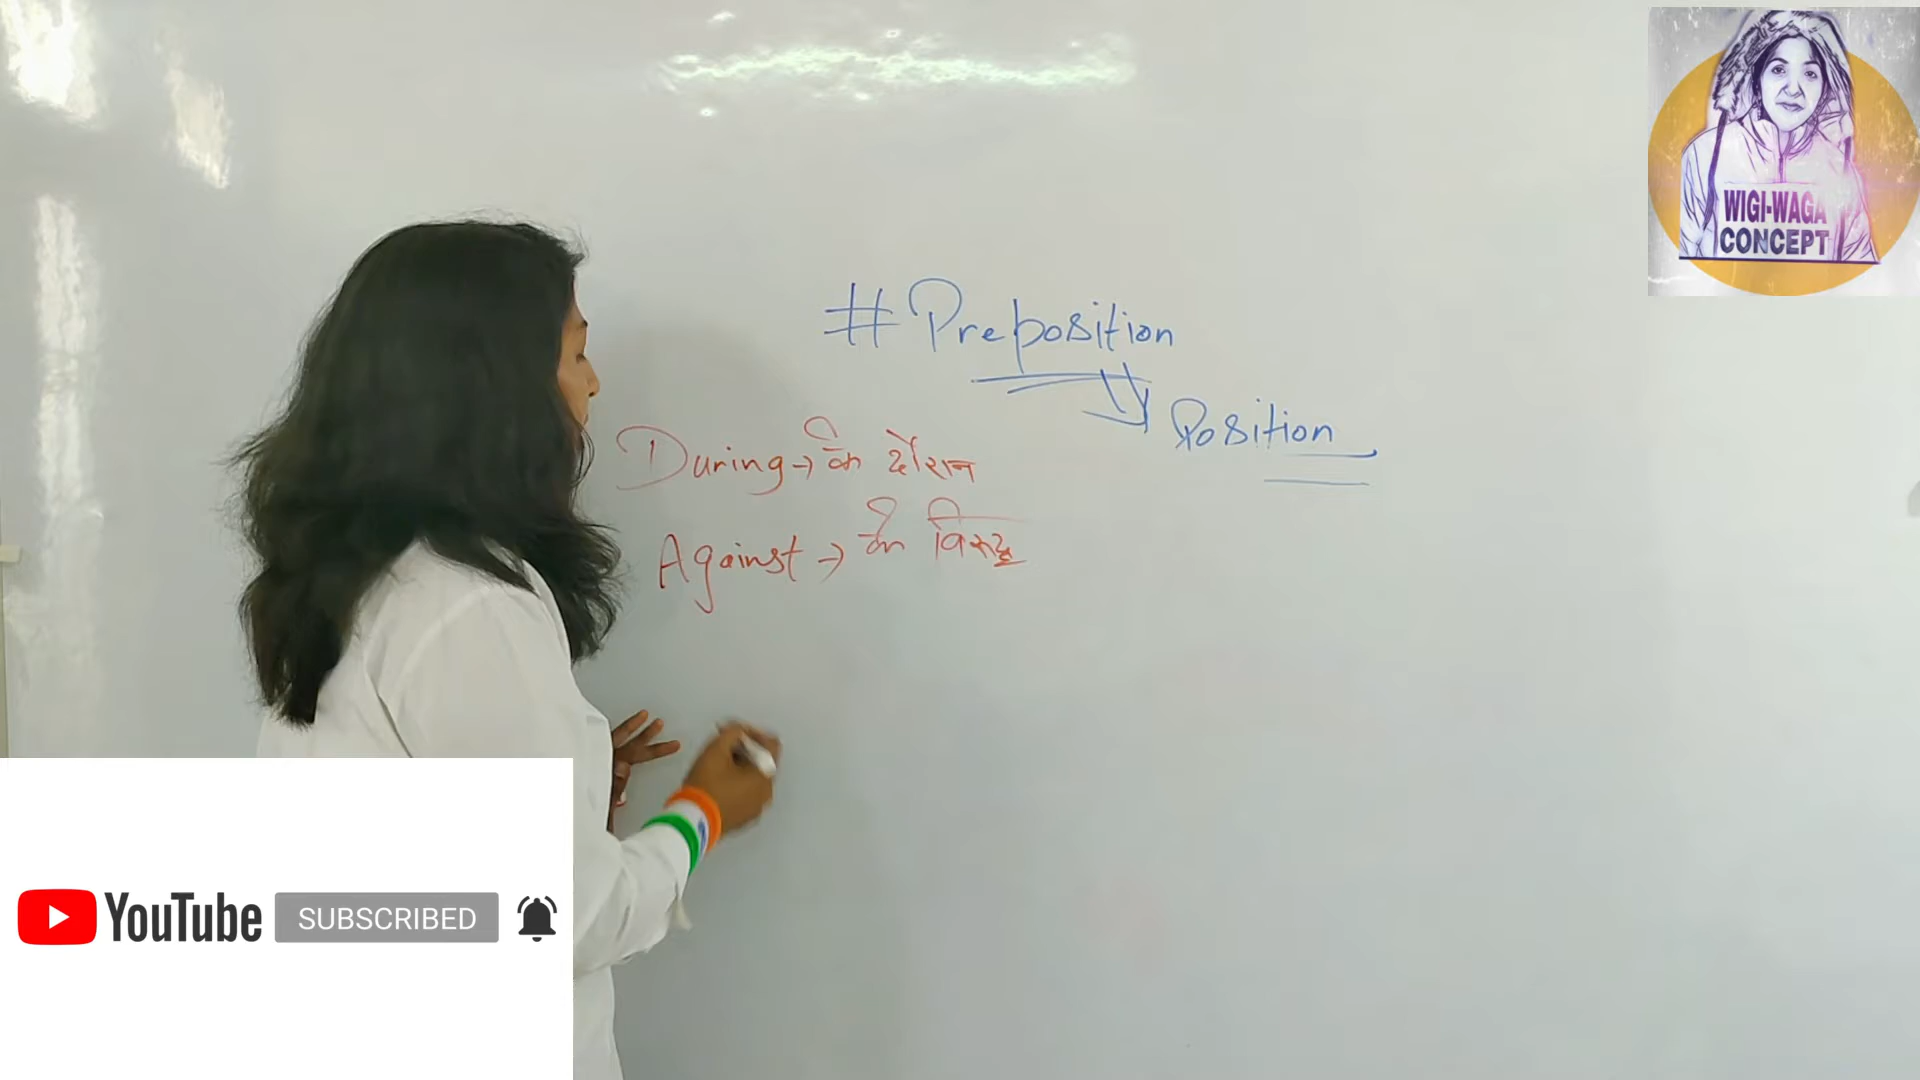 WIGI-WAGA
CONCEPT
# Preposition
Position
During → के दौरान
Against → के विरुद्ध
YouTube SUBSCRIBED